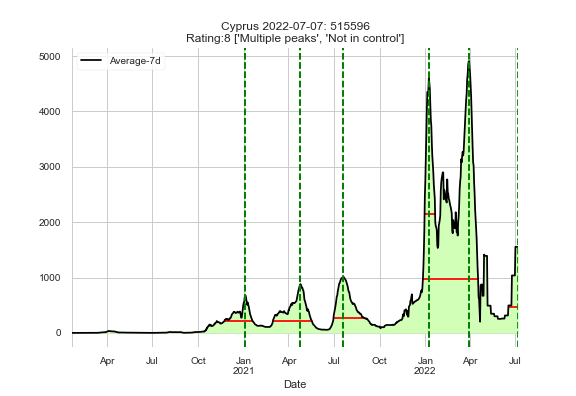 Cyprus 2022-07-07: 515596
Rating:8 ['Multiple peaks', 'Not in control']
Average-7d
5000
4000
3000
2000
1000
0
Apr Jul Oct Jan Apr Jul Oct Jan Apr Jul
2021 2022
Date